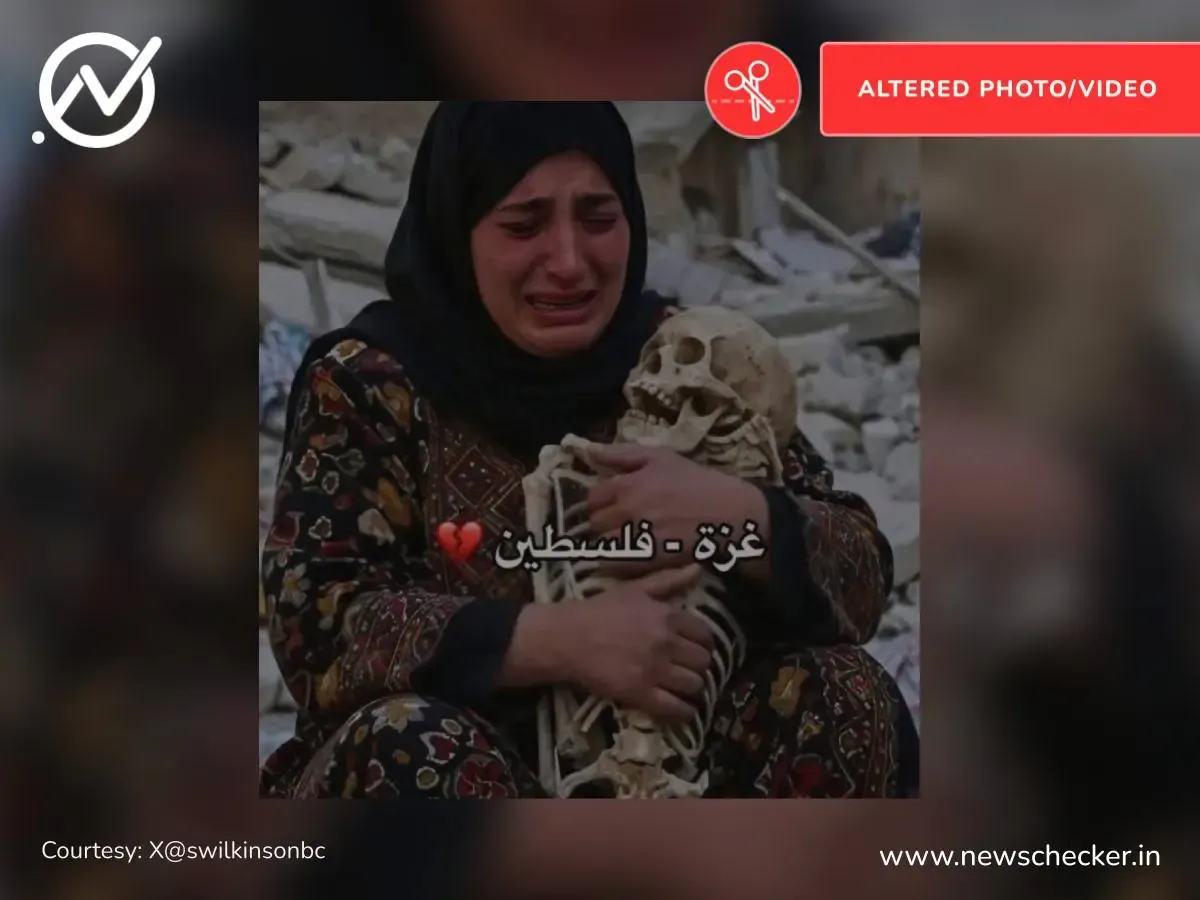 ALTERED PHOTO/VIDEO
غزة - فلسطين 💔
Courtesy: X@swilkinsonbc
www.newschecker.in